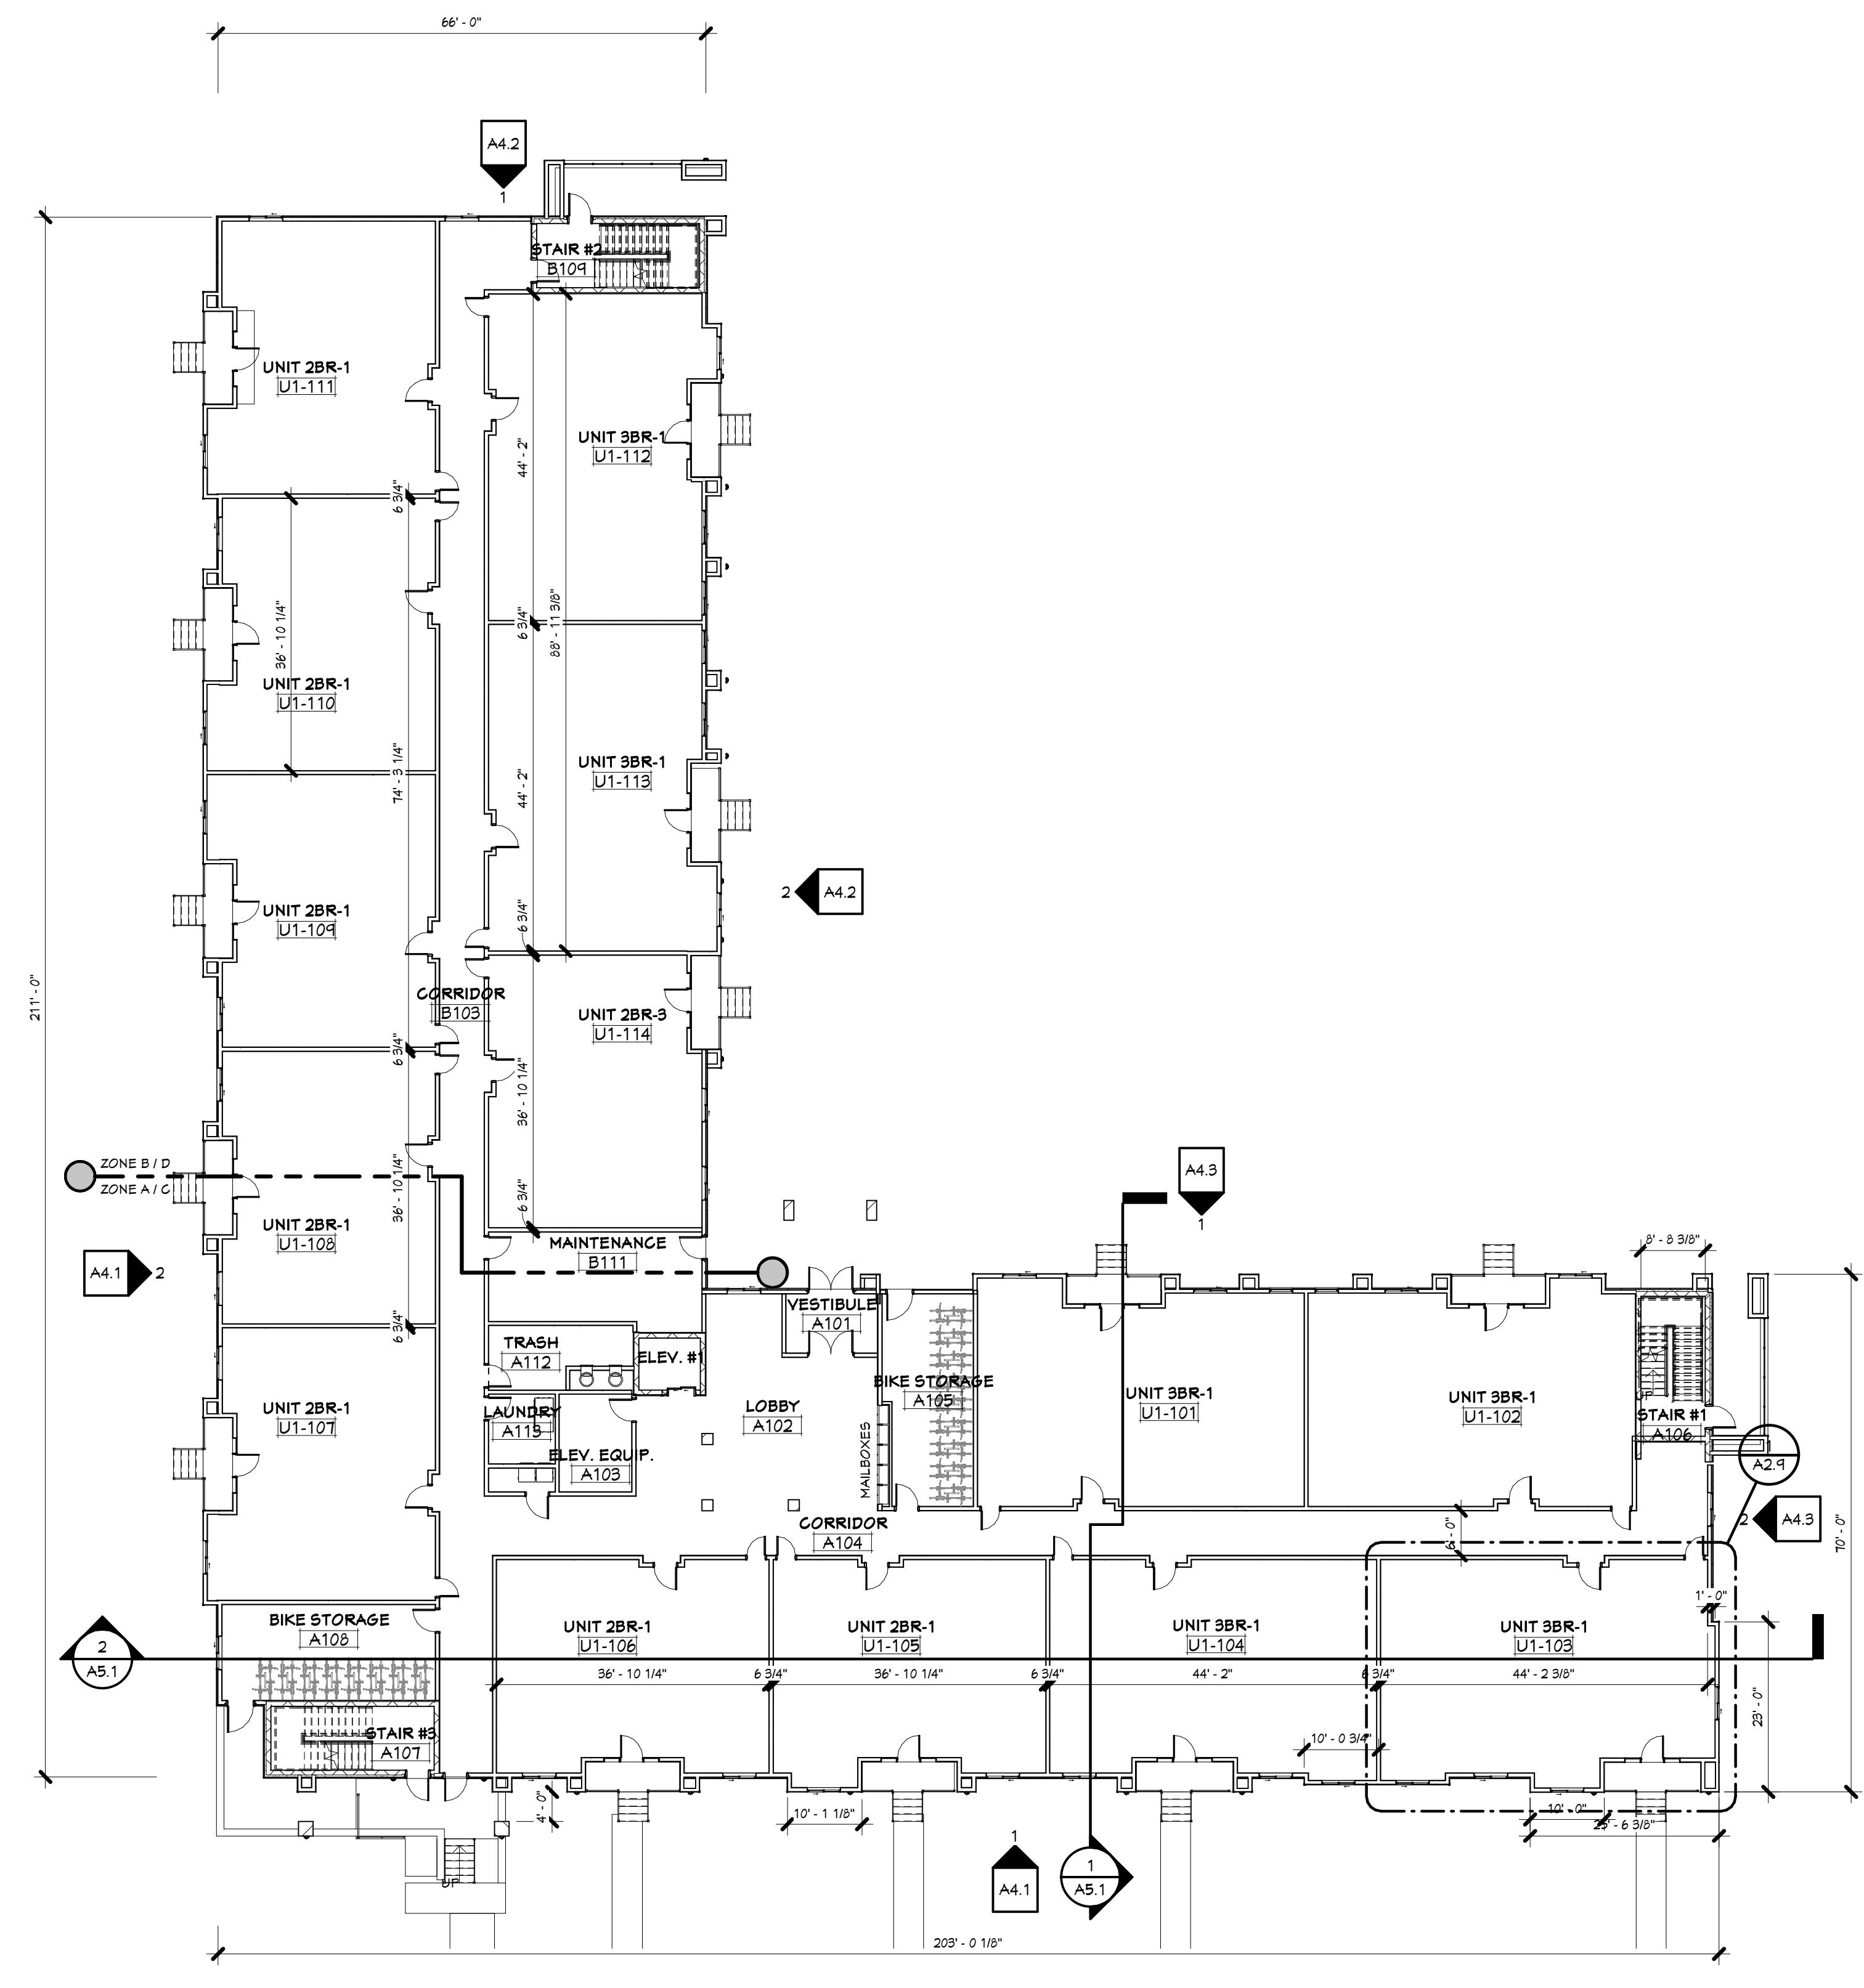 66' - 0"
A4.2
1
STAIR #2
B109
UNIT 2BR-1
U1-111
UNIT 3BR-1
U1-112
44' - 2"
6 3/4"
36' - 10 1/4"
88' - 11 3/8"
6 3/4"
UNIT 2BR-1
U1-110
74' - 3 1/4"
44' - 2"
UNIT 3BR-1
U1-113
2
A4.2
UNIT 2BR-1
U1-109
6 3/4"
211' - 0"
CORRIDOR
B103
UNIT 2BR-3
U1-114
6 3/4"
36' - 10 1/4"
ZONE B / D
ZONE A / C
36' - 10 1/4"
6 3/4"
A4.3
1
UNIT 2BR-1
U1-108
A4.1
2
MAINTENANCE
B111
8' - 8 3/8"
VESTIBULE
A101
6 3/4"
TRASH
A112
ELEV. #1
BIKE STORAGE
A105
UNIT 3BR-1
U1-101
UNIT 3BR-1
U1-102
UP
STAIR #1
A106
UNIT 2BR-1
U1-107
LAUNDRY
A113
LOBBY
A102
MAILBOXES
ELEV. EQUIP.
A103
A2.9
CORRIDOR
A104
6' - 0"
2
A4.3
70' - 0"
1' - 0"
BIKE STORAGE
A108
UNIT 2BR-1
U1-106
UNIT 2BR-1
U1-105
UNIT 3BR-1
U1-104
UNIT 3BR-1
U1-103
2
A5.1
36' - 10 1/4"
6 3/4"
36' - 10 1/4"
6 3/4"
44' - 2"
6 3/4"
44' - 2 3/8"
23' - 0"
STAIR #3
A107
10' - 0 3/4"
4' - 0"
10' - 1 1/8"
10' - 0"
23' - 6 3/8"
UP
1
A4.1
1
A5.1
203' - 0 1/8"